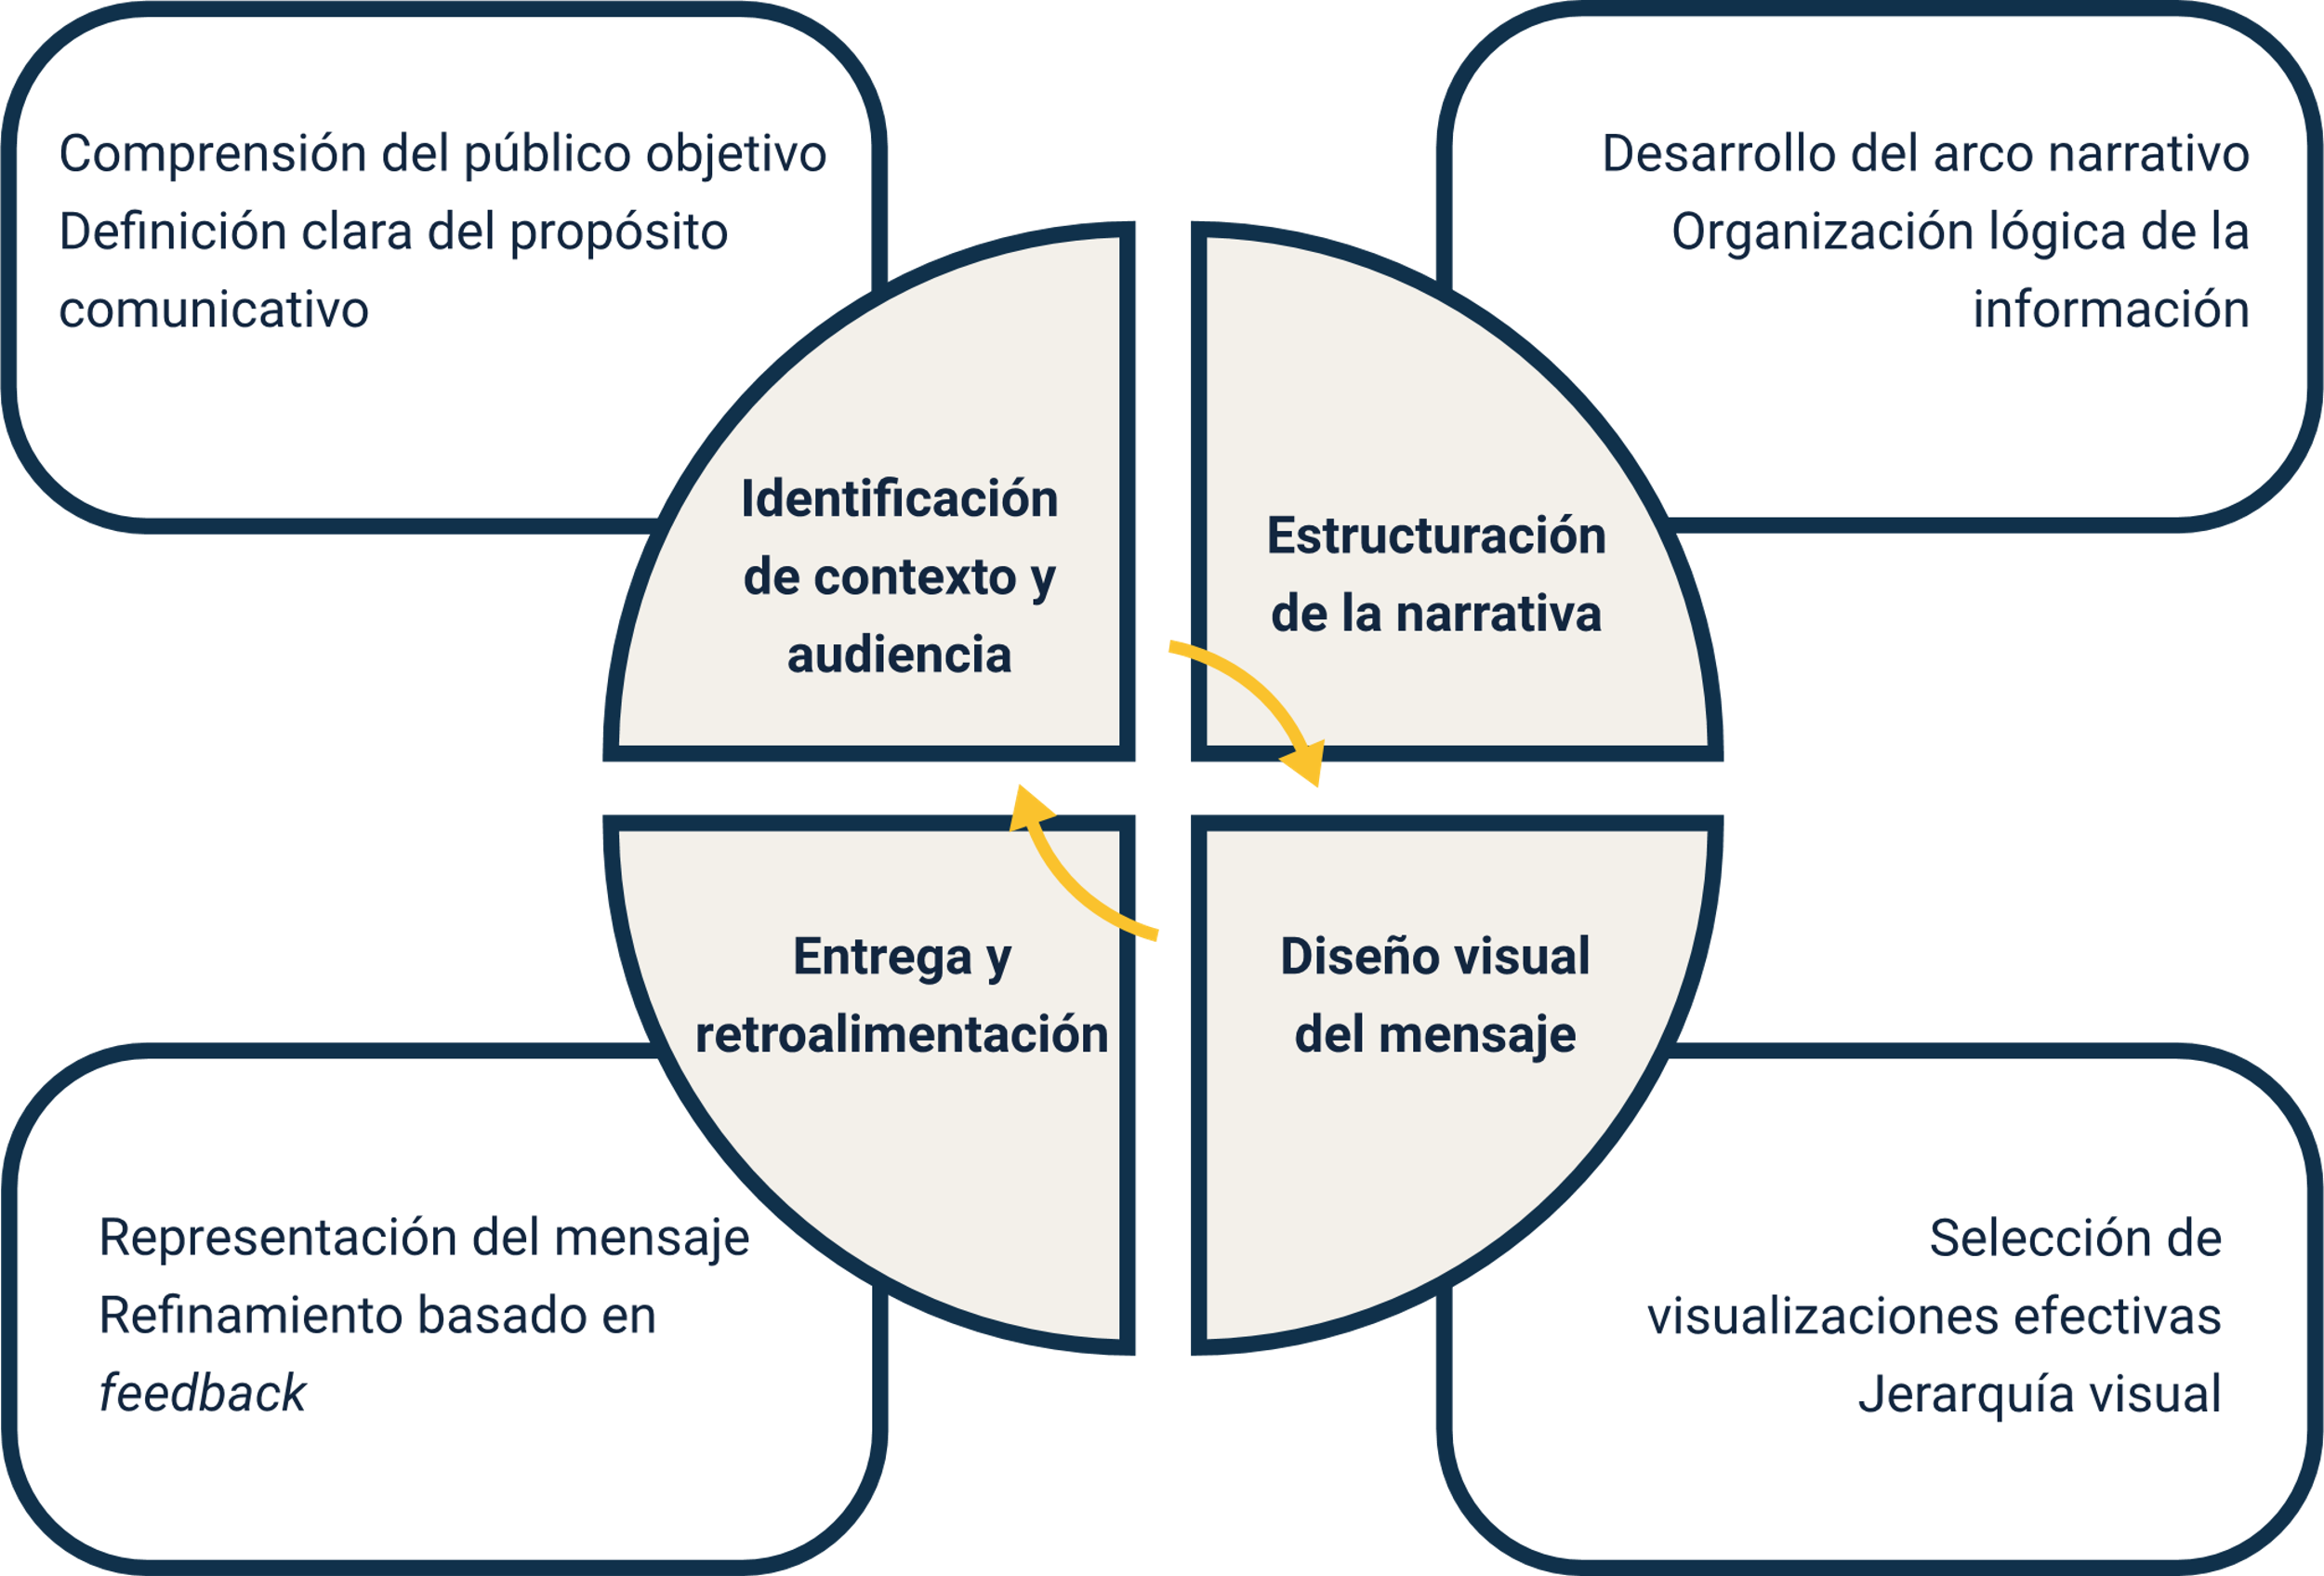 Comprensión del público objetivo
Definición clara del propósito
comunicativo
Desarrollo del arco narrativo
Organización lógica de la
información
Identificación
de contexto y
audiencia
Estructuración
de la narrativa
Entrega y
retroalimentación
Diseño visual
del mensaje
Representación del mensaje
Refinamiento basado en
feedback
Selección de
visualizaciones efectivas
Jerarquía visual